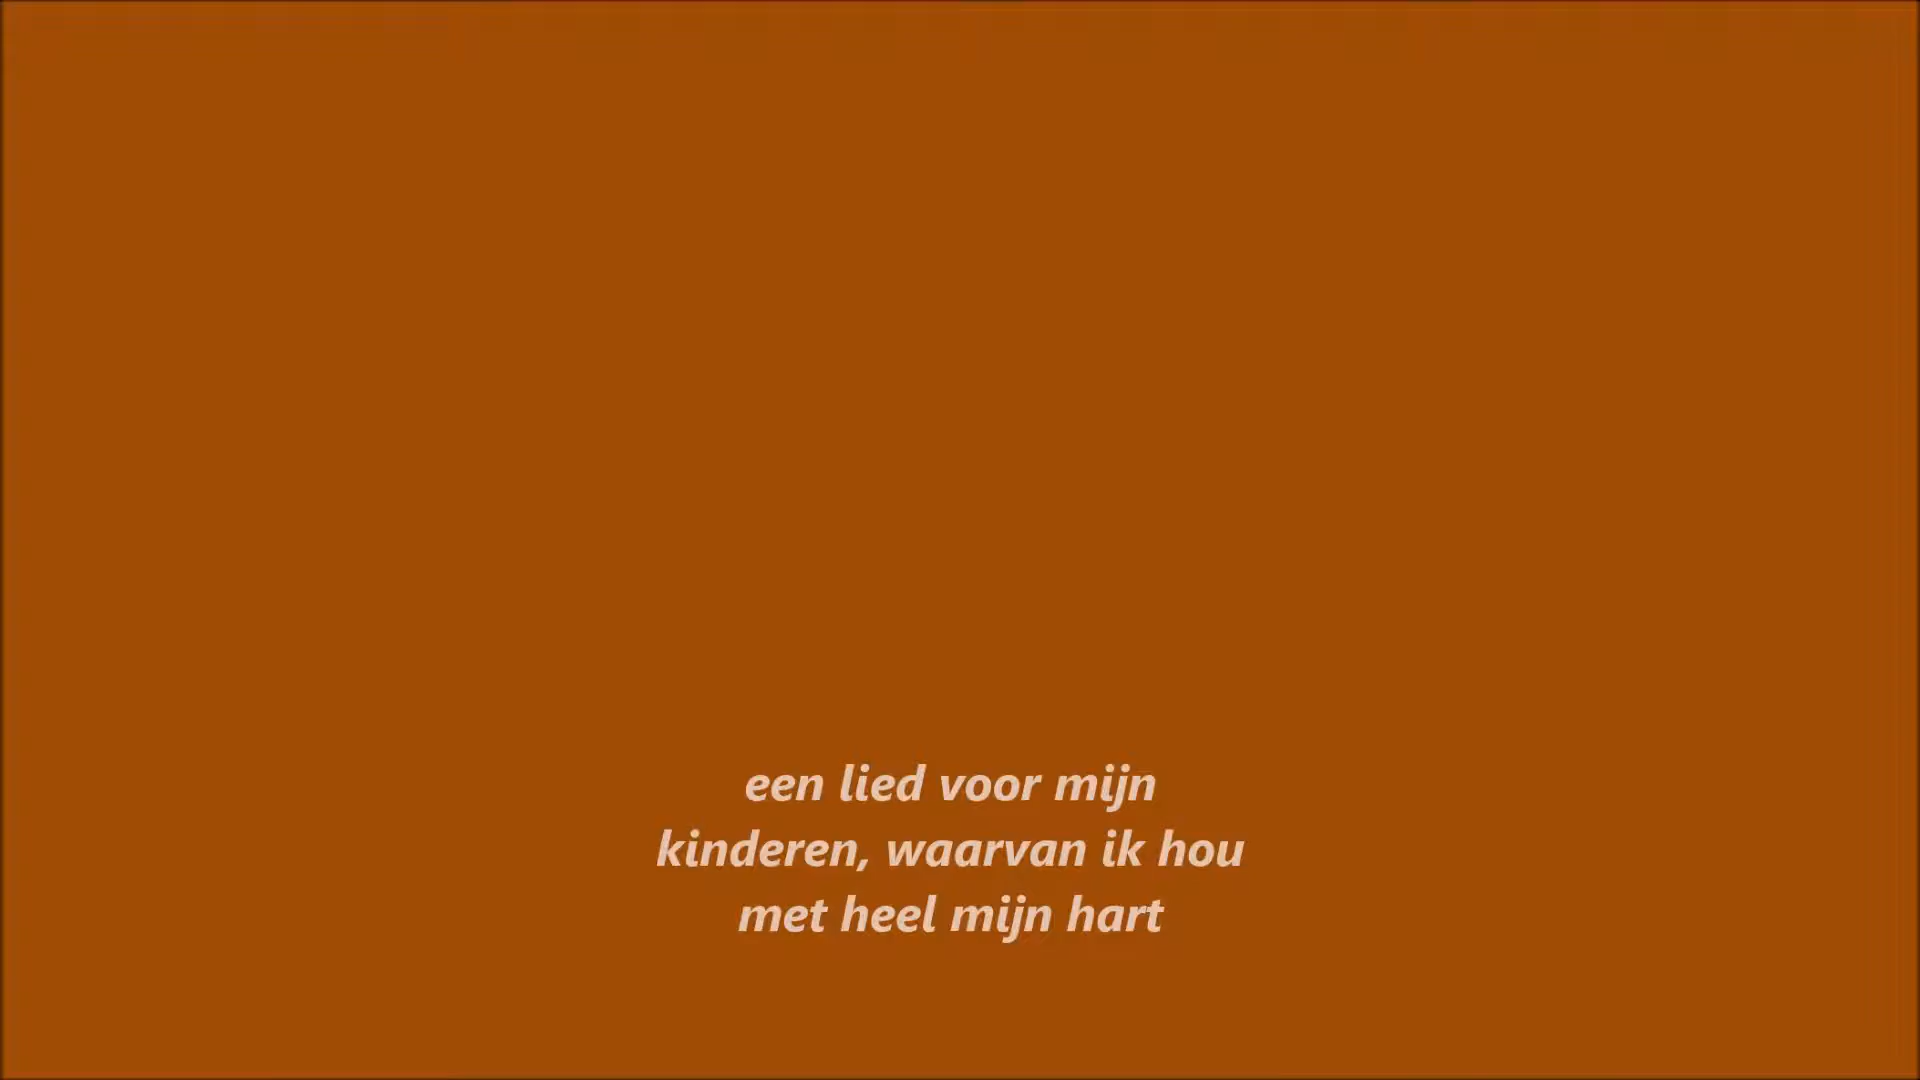 een lied voor mijn
kinderen, waarvan ik hou
met heel mijn hart